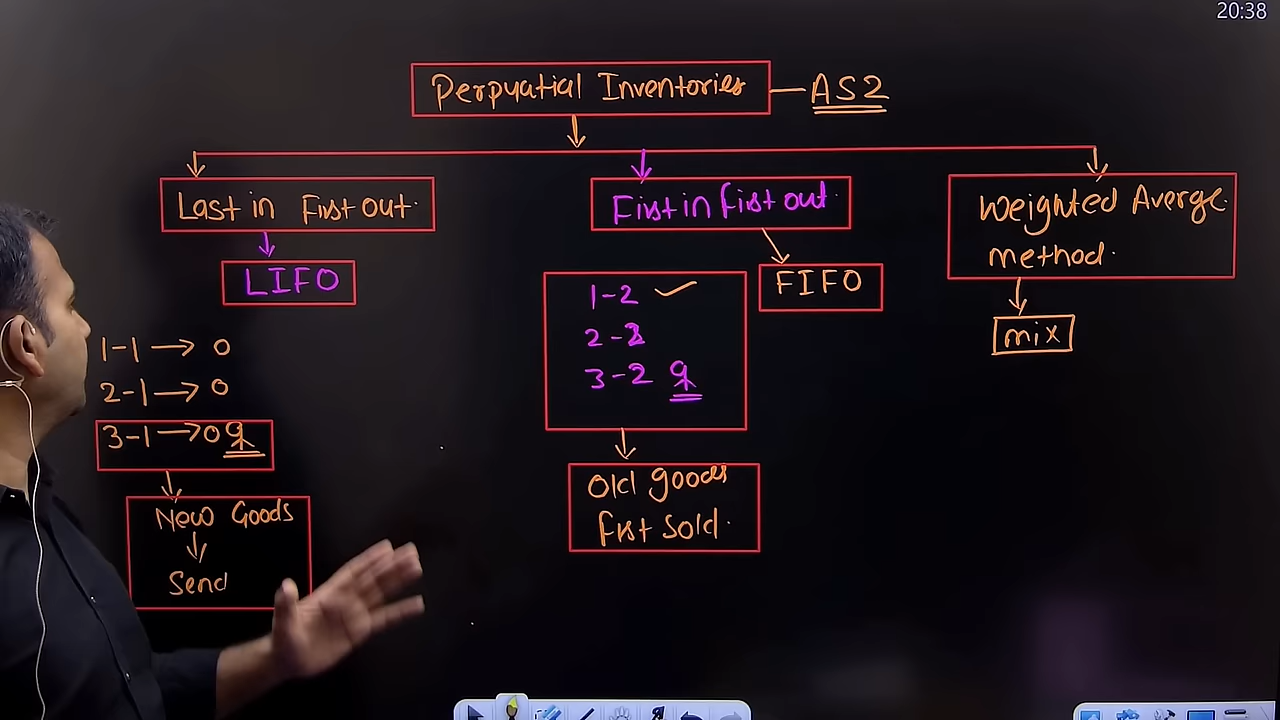 20:38
Perpuatial Inventories — AS2
Last in First out.
LIFO
1-1 → 0
2-1 → 0
3-1 → 0
New Goods
↓
Send
First in First out.
FIFO
1-2 ✓
2-2
3-2
Old goods
First Sold.
Weighted Averge
method.
mix